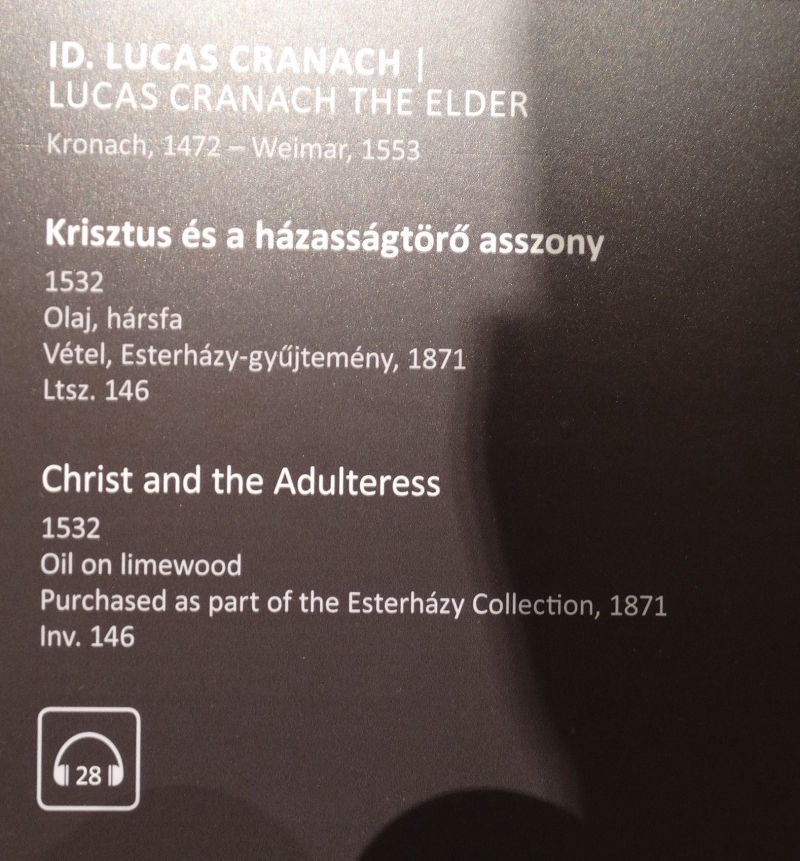 ID. LUCAS CRANACH |
LUCAS CRANACH THE ELDER
Kronach, 1472 – Weimar, 1553
Krisztus és a házasságtörő asszony
1532
Olaj, hársfa
Vétel, Esterházy-gyűjtemény, 1871
Ltsz. 146
Christ and the Adulteress
1532
Oil on limewood
Purchased as part of the Esterházy Collection, 1871
Inv. 146
28